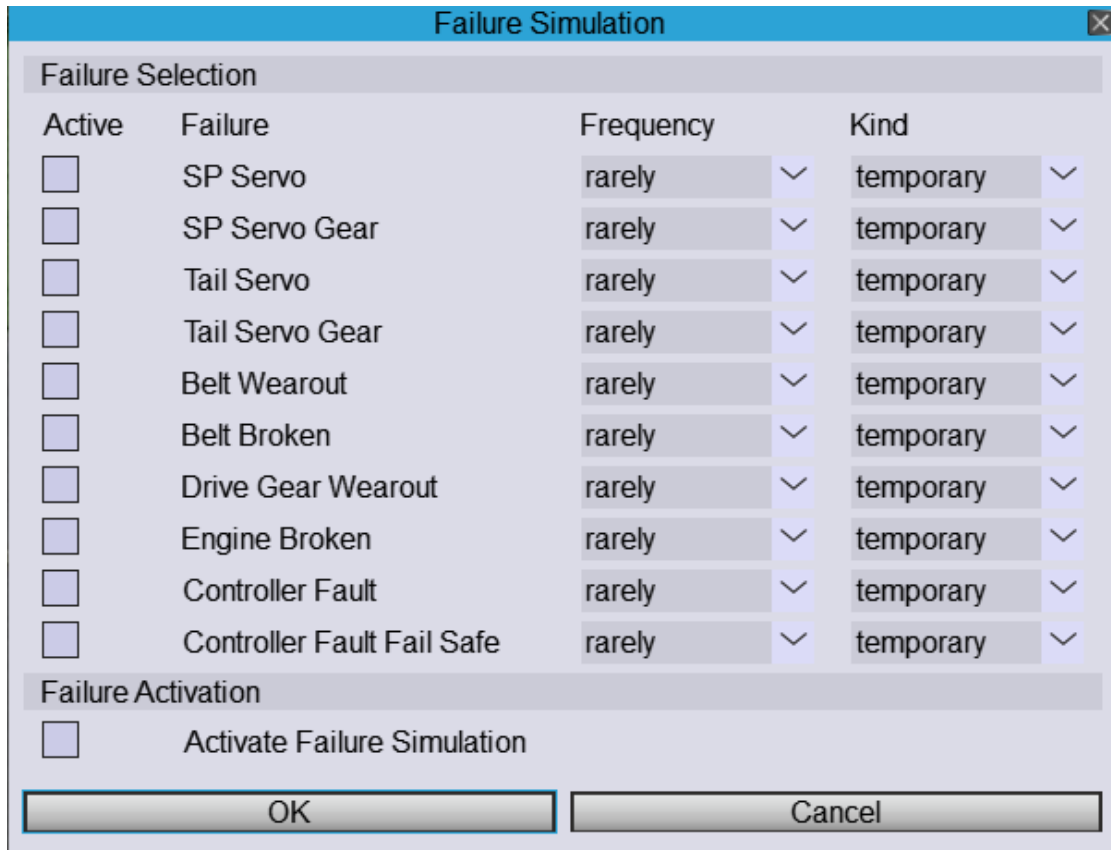 Failure Simulation
Failure Selection
Active Failure Frequency Kind
SP Servo rarely temporary
SP Servo Gear rarely temporary
Tail Servo rarely temporary
Tail Servo Gear rarely temporary
Belt Wearout rarely temporary
Belt Broken rarely temporary
Drive Gear Wearout rarely temporary
Engine Broken rarely temporary
Controller Fault rarely temporary
Controller Fault Fail Safe rarely temporary
Failure Activation
Activate Failure Simulation
OK Cancel